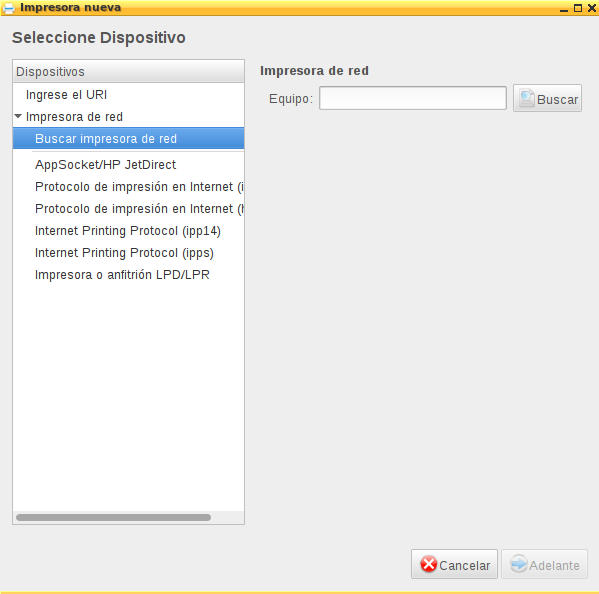 Impresora nueva
Seleccione Dispositivo
Dispositivos
Ingrese el URI
Impresora de red
Buscar impresora de red
AppSocket/HP JetDirect
Protocolo de impresión en Internet (i
Protocolo de impresión en Internet (h
Internet Printing Protocol (ipp14)
Internet Printing Protocol (ipps)
Impresora o anfitrión LPD/LPR
Impresora de red
Equipo:
Buscar
Cancelar
Adelante